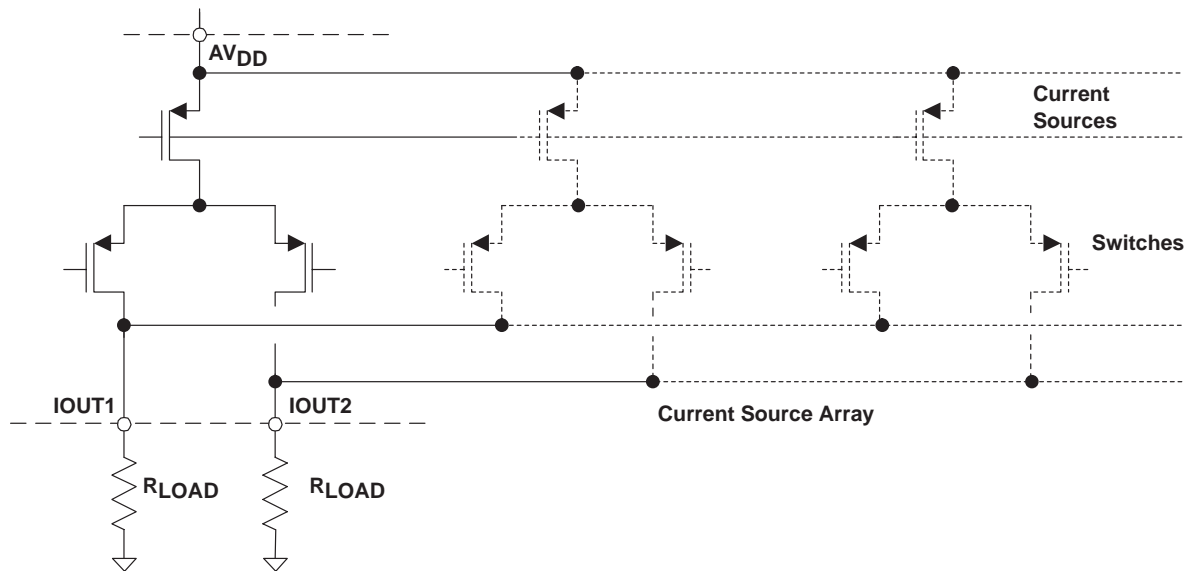 AVDD
Current
Sources
Switches
IOUT1
IOUT2
Current Source Array
RLOAD
RLOAD